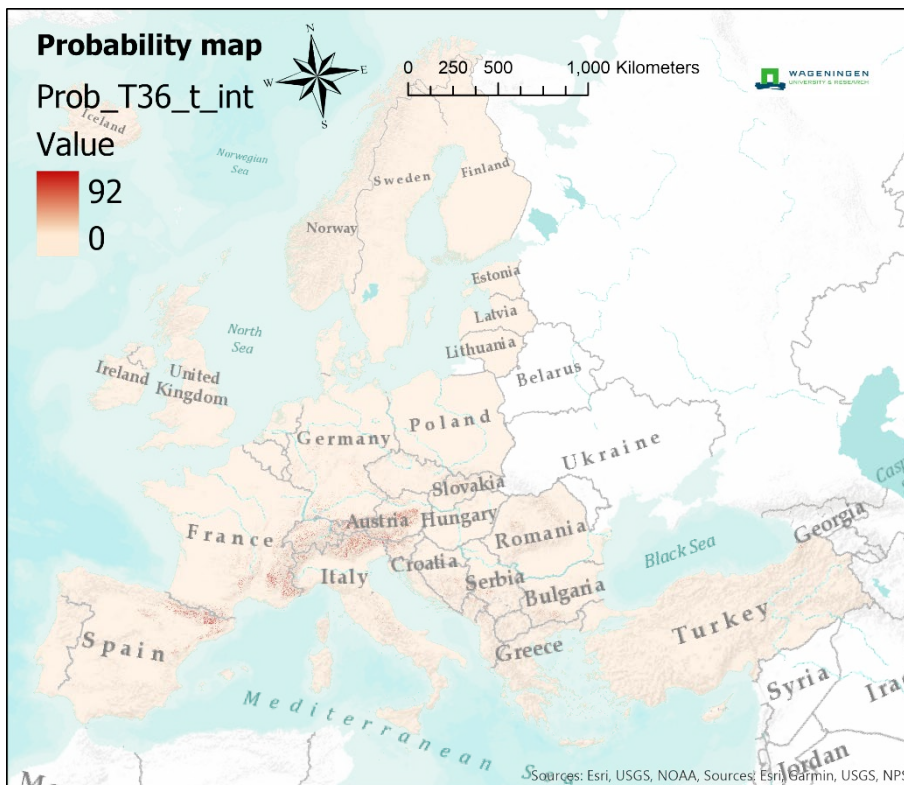 Probability map
Prob_T36_t_int
Value
92
0
N
W
E
S
0 250 500 1,000 Kilometers
WAGENINGEN
UNIVERSITY & RESEARCH
Iceland
Norwegian
Sea
Sweden
Finland
Norway
Estonia
Latvia
Lithuania
North
Sea
Ireland
United
Kingdom
Belarus
Poland
Germany
Ukraine
Slovakia
Austria
Hungary
France
Romania
Casp
Georgia
Croatia
Black Sea
Italy
Serbia
Bulgaria
Spain
Turkey
Greece
Syria
Iraq
Mediterranean Sea
Jordan
Sources: Esri, USGS, NOAA, Sources: Esri, Garmin, USGS, NPS